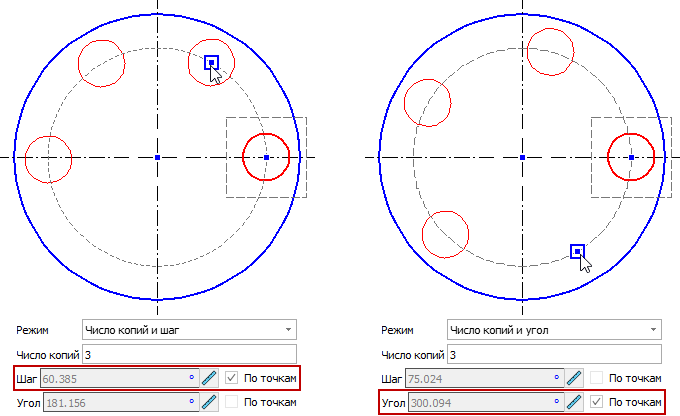 Режим Число копий и шаг
Число копий 3
Шаг 60.385 ° По точкам
Угол 181.156 ° По точкам
Режим Число копий и угол
Число копий 3
Шаг 75.024 ° По точкам
Угол 300.094 ° По точкам